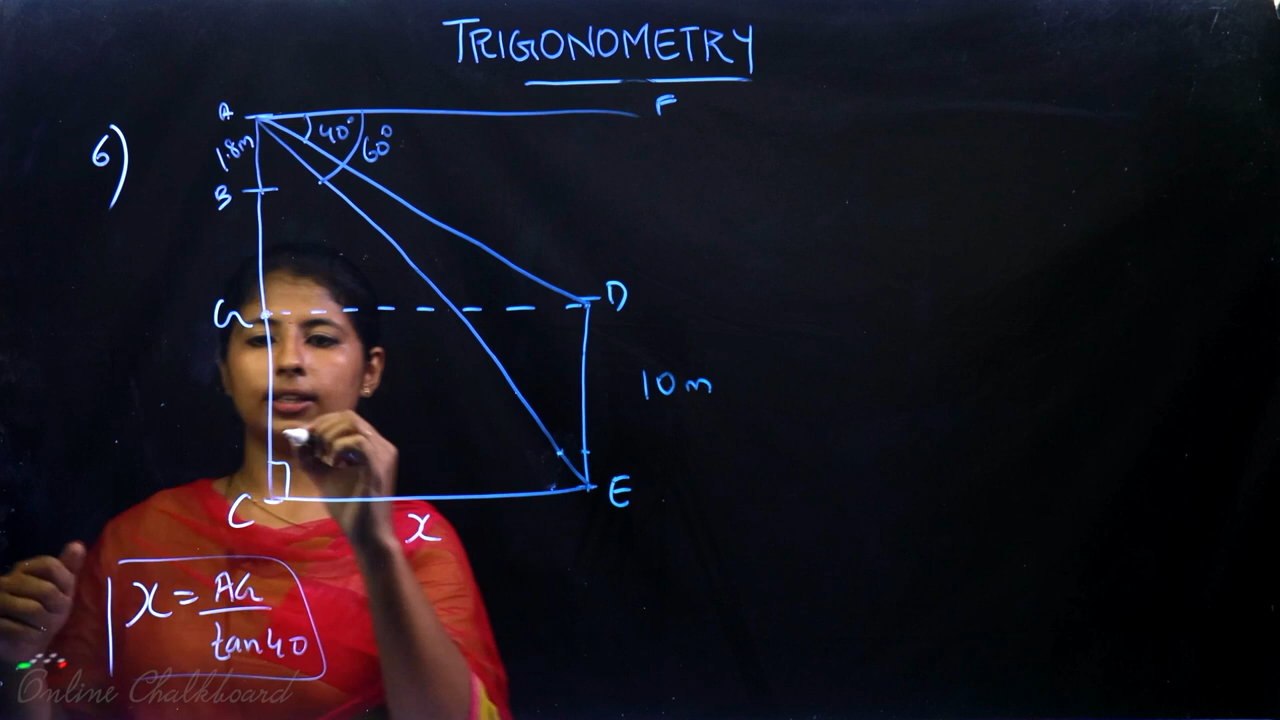 TRIGONOMETRY
6)
A
F
40°
60°
1.8m
B
G
D
10 m
C
E
x
x = AG / tan40
Online Chalkboard